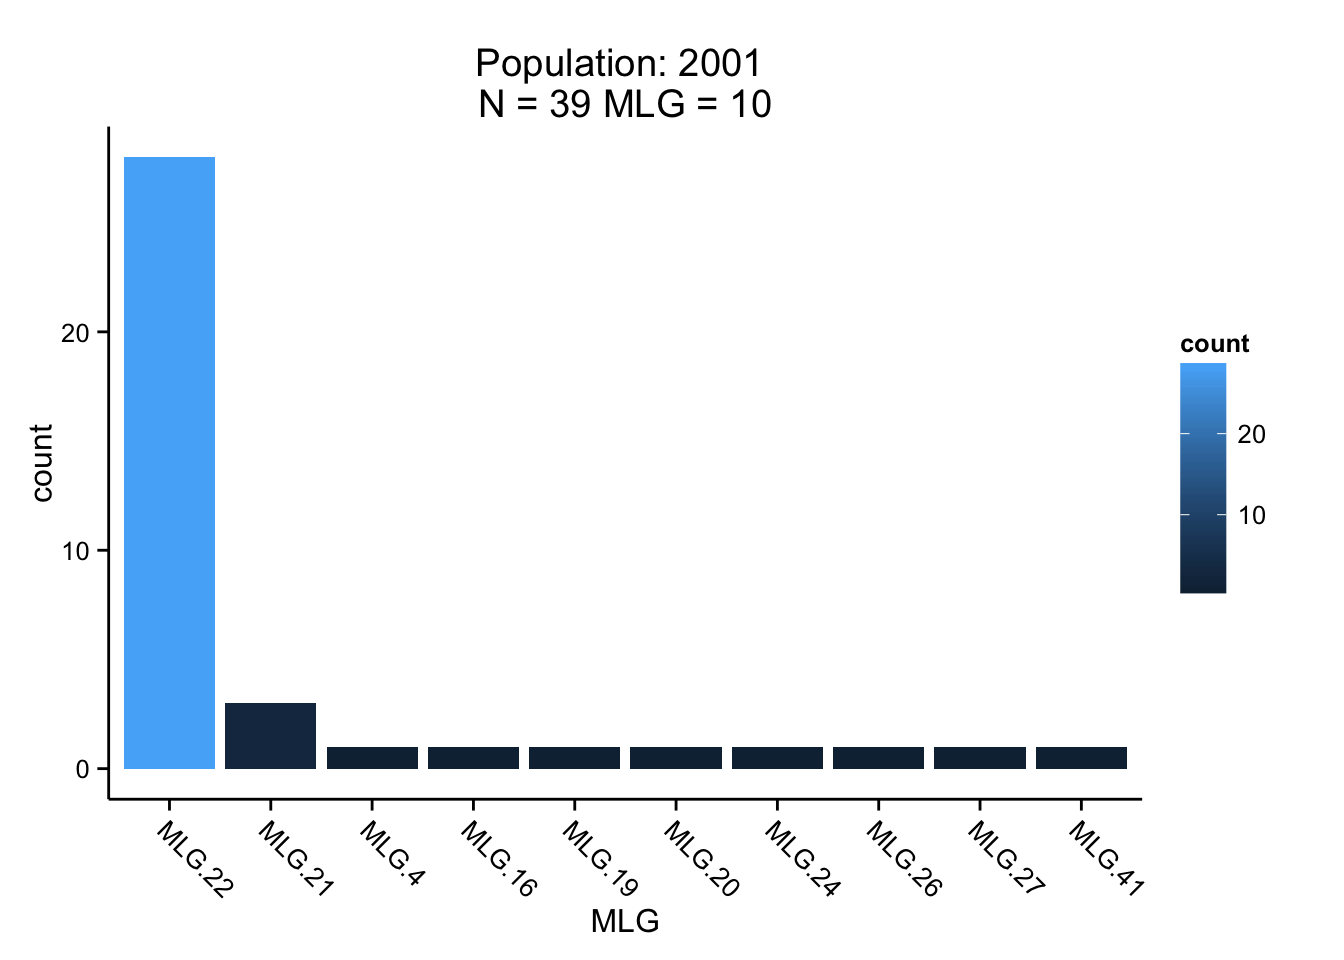 Population: 2001
N = 39 MLG = 10
count
20
10
0
MLG.22
MLG.21
MLG.4
MLG.16
MLG.19
MLG.20
MLG.24
MLG.26
MLG.27
MLG.41
MLG
count
20
10